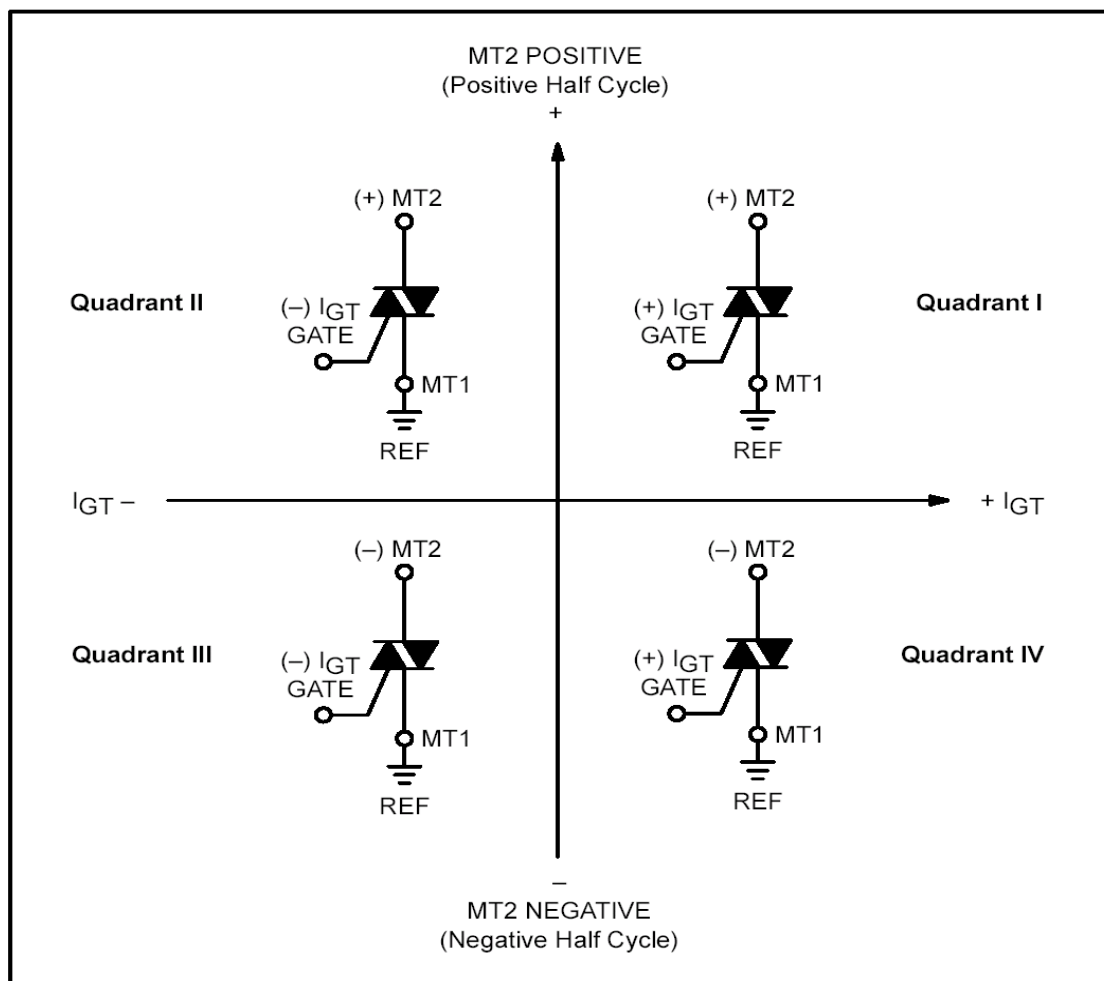 MT2 POSITIVE
(Positive Half Cycle)
+
(+) MT2
(+) MT2
Quadrant II
(–) IGT
GATE
MT1
REF
(+) IGT
GATE
MT1
REF
Quadrant I
IGT –
+ IGT
(–) MT2
(–) MT2
Quadrant III
(–) IGT
GATE
MT1
REF
(+) IGT
GATE
MT1
REF
Quadrant IV
–
MT2 NEGATIVE
(Negative Half Cycle)